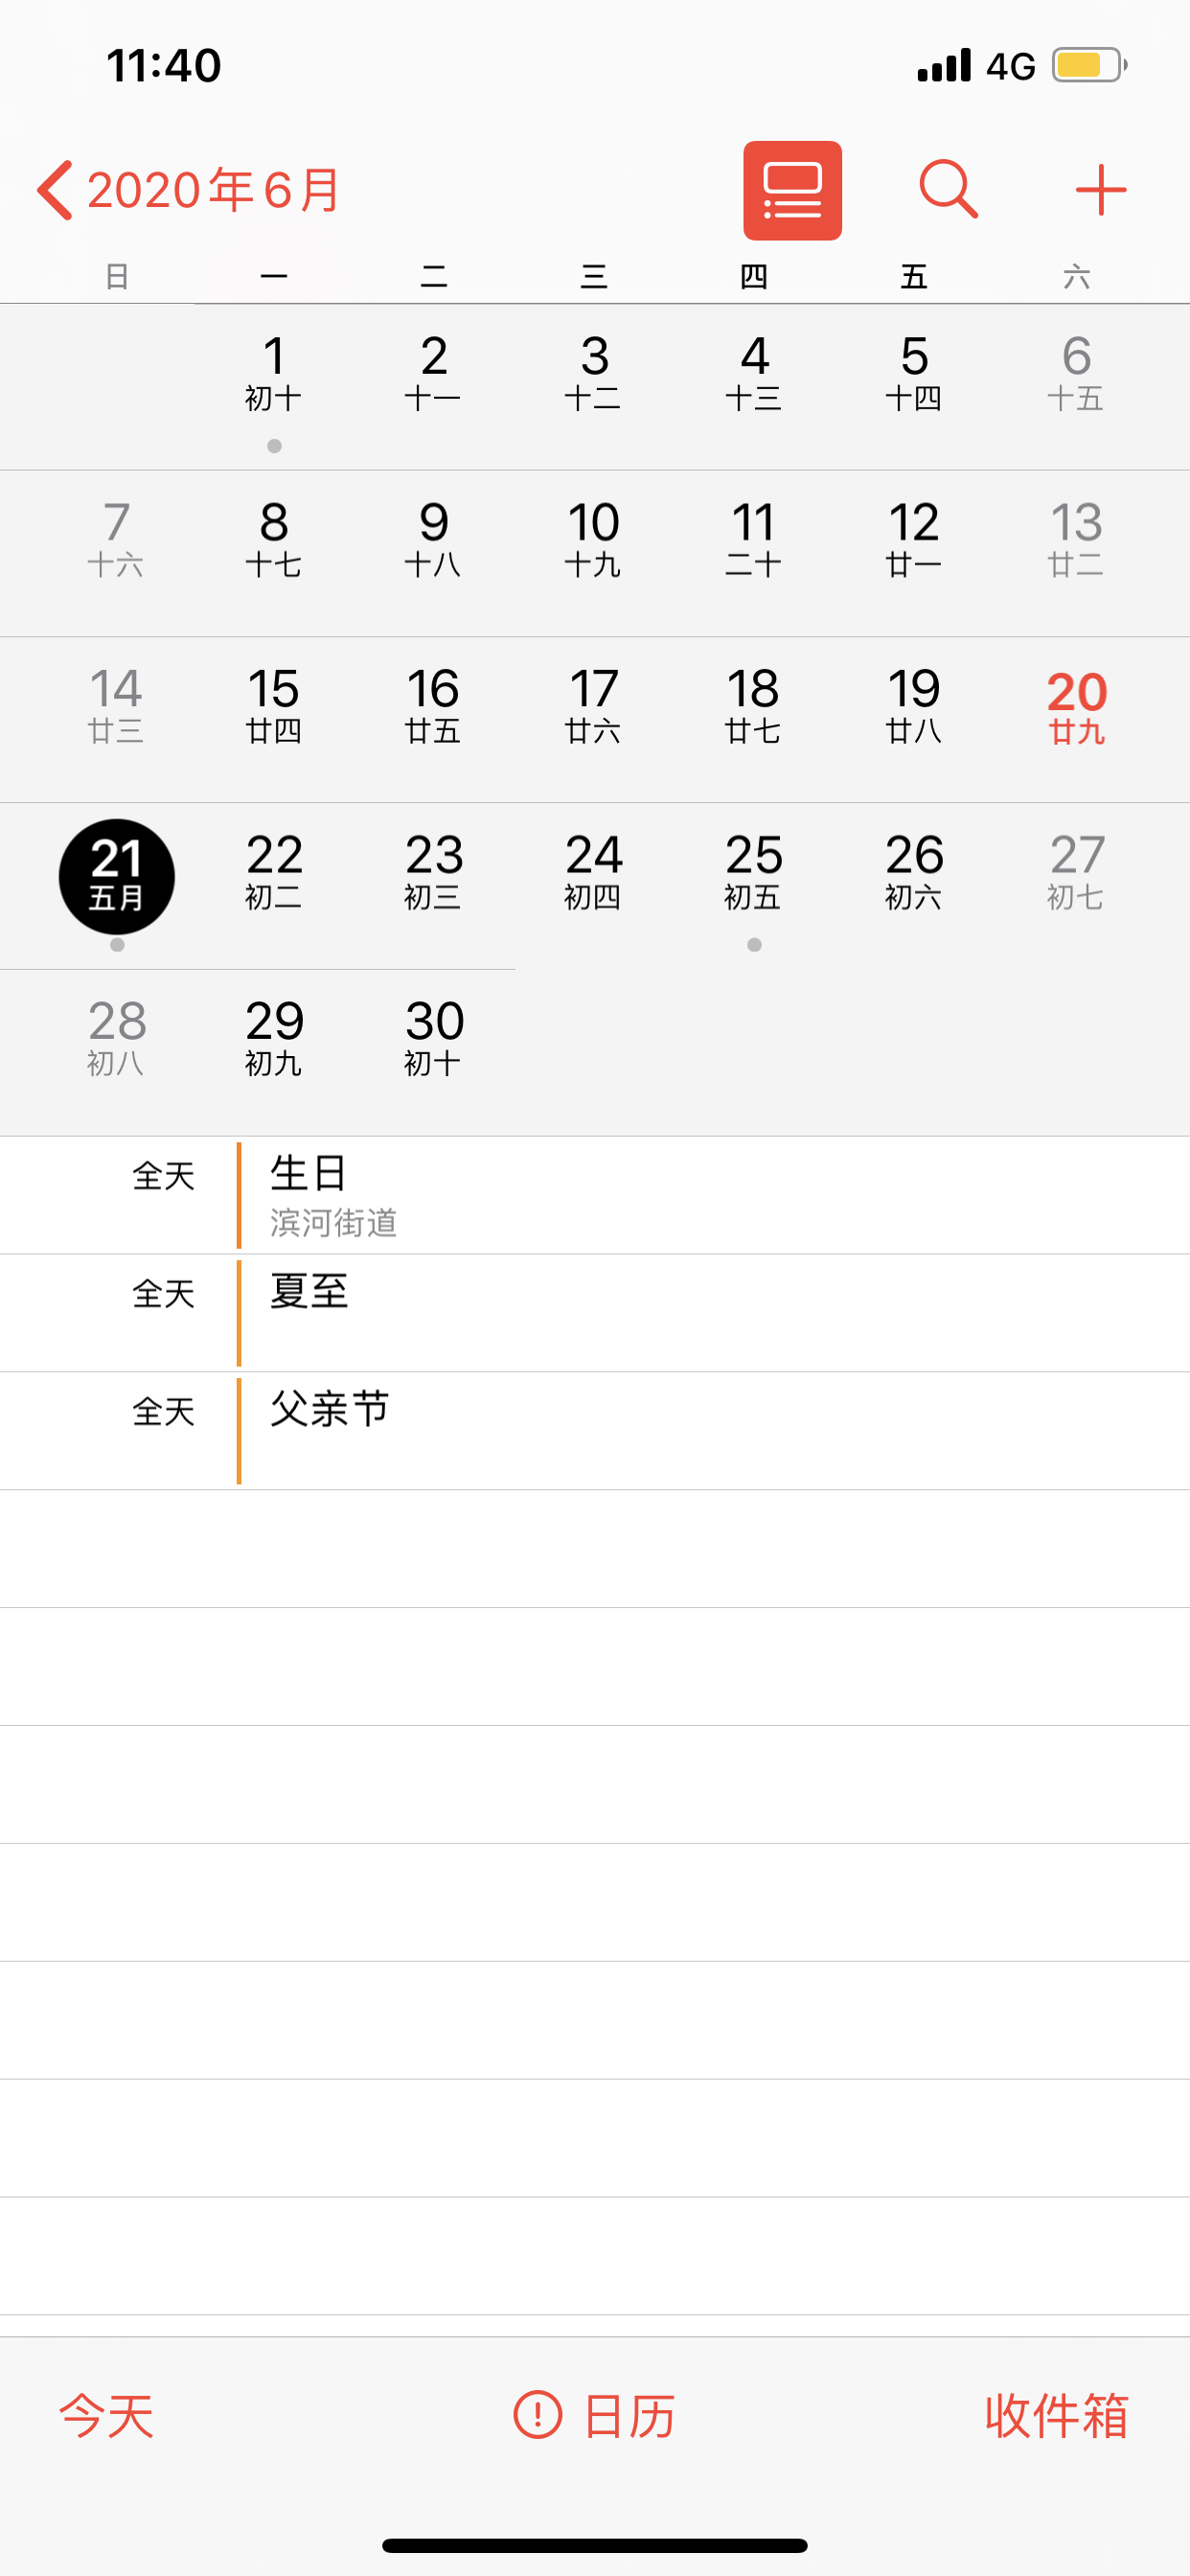 11:40 4G
2020年6月
日 一 二 三 四 五 六
1 2 3 4 5 6
初十 十一 十二 十三 十四 十五
7 8 9 10 11 12 13
十六 十七 十八 十九 二十 廿一 廿二
14 15 16 17 18 19 20
廿三 廿四 廿五 廿六 廿七 廿八 廿九
21 22 23 24 25 26 27
五月 初二 初三 初四 初五 初六 初七
28 29 30
初八 初九 初十
全天 生日
滨河街道
全天 夏至
全天 父亲节
今天 日历 收件箱